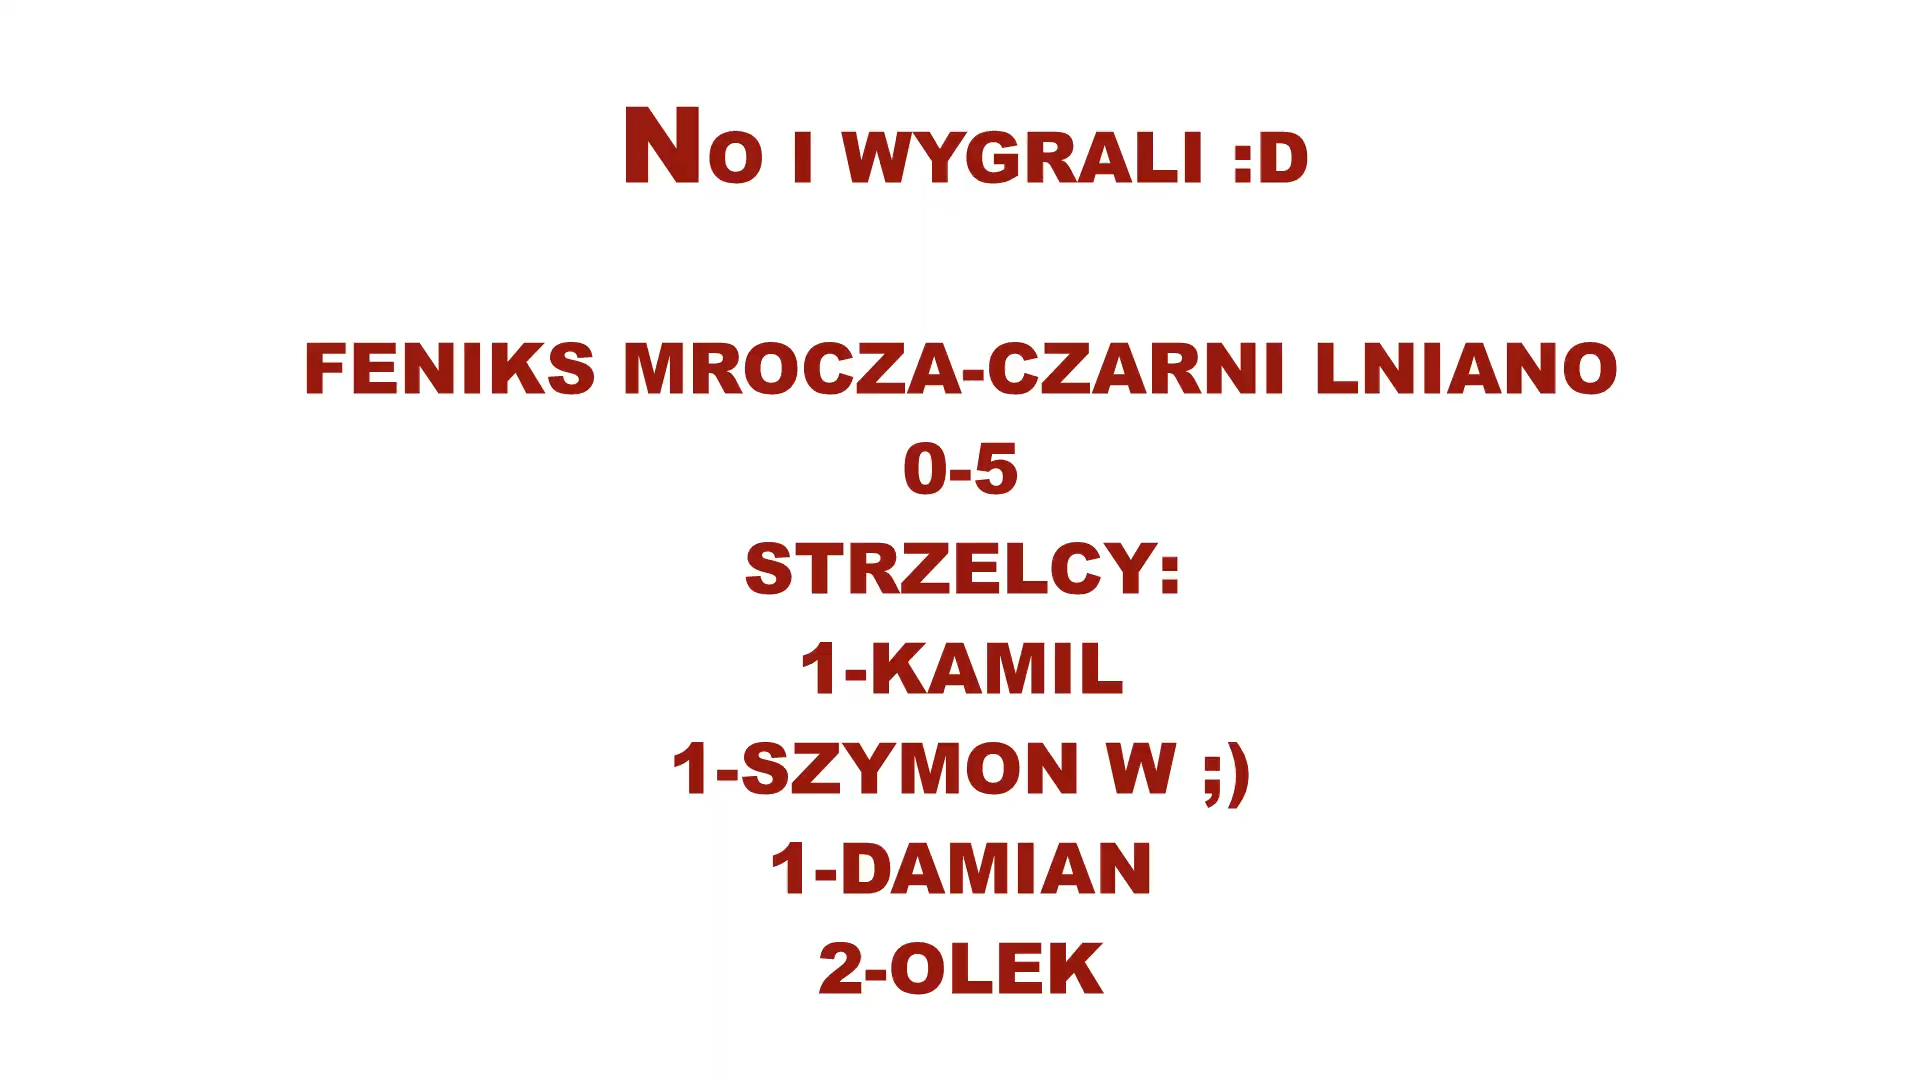 No i wygrali :D
FENIKS MROCZA-CZARNI LNIANO
0-5
STRZELCY:
1-KAMIL
1-SZYMON W ;)
1-DAMIAN
2-OLEK